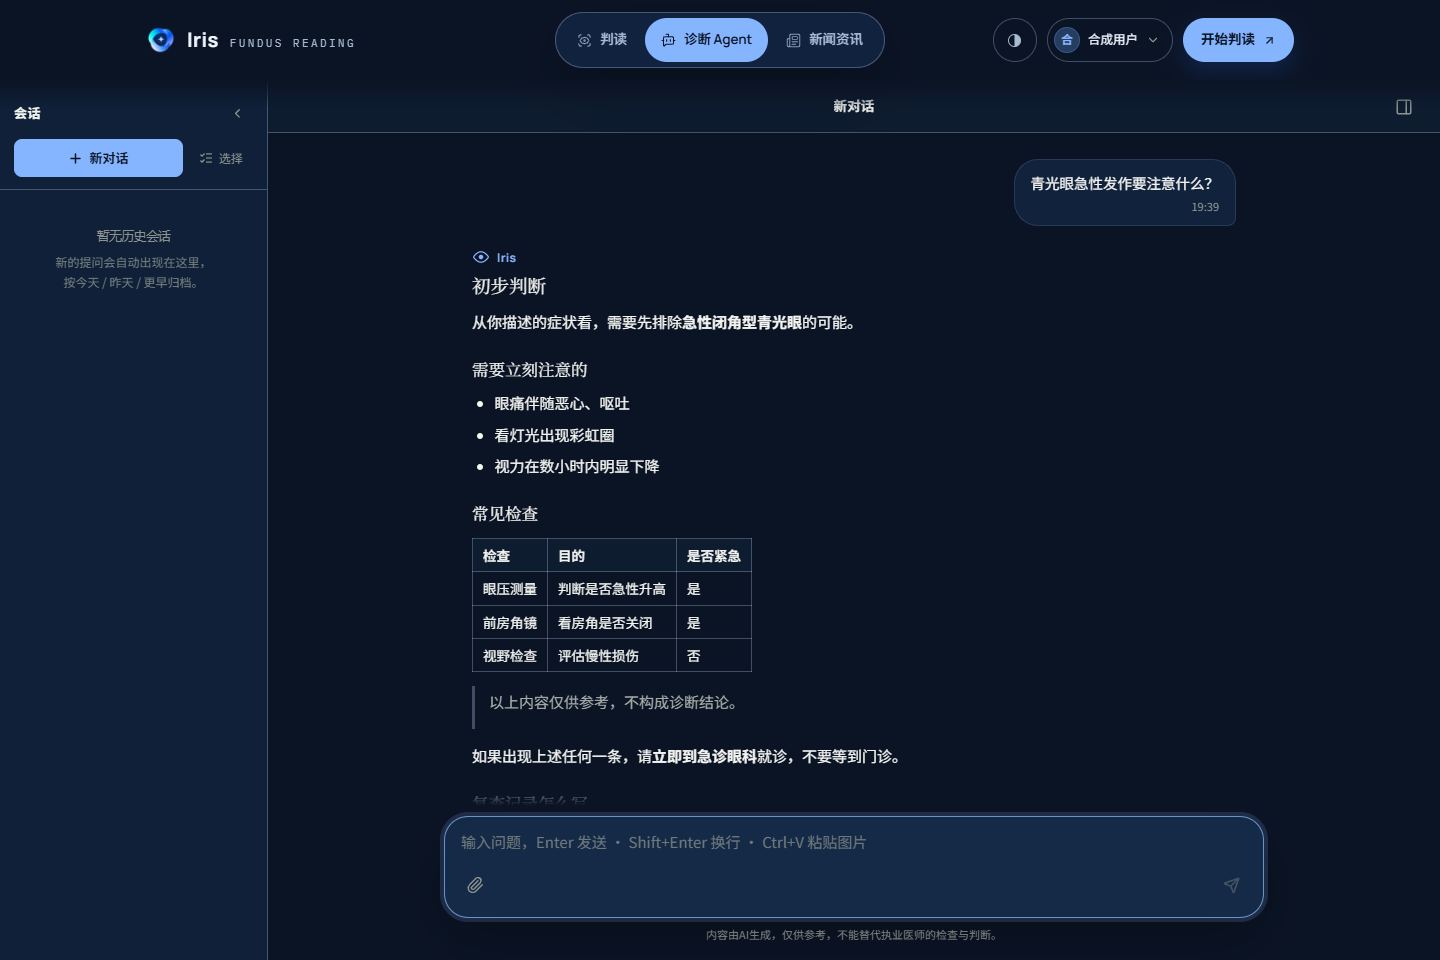 Iris FUNDUS READING
判读
诊断 Agent
新闻资讯
合
合成用户
开始判读
会话
新对话
选择
暂无历史会话
新的提问会自动出现在这里，
按今天 / 昨天 / 更早归档。
新对话
青光眼急性发作要注意什么？
19:39
Iris
初步判断
从你描述的症状看，需要先排除急性闭角型青光眼的可能。
需要立刻注意的
眼痛伴随恶心、呕吐
看灯光出现彩虹圈
视力在数小时内明显下降
常见检查
检查 目的 是否紧急
眼压测量 判断是否急性升高 是
前房角镜 看房角是否关闭 是
视野检查 评估慢性损伤 否
以上内容仅供参考，不构成诊断结论。
如果出现上述任何一条，请立即到急诊眼科就诊，不要等到门诊。
复查记录怎么写
输入问题，Enter 发送 · Shift+Enter 换行 · Ctrl+V 粘贴图片
内容由AI生成，仅供参考，不能替代执业医师的检查与判断。